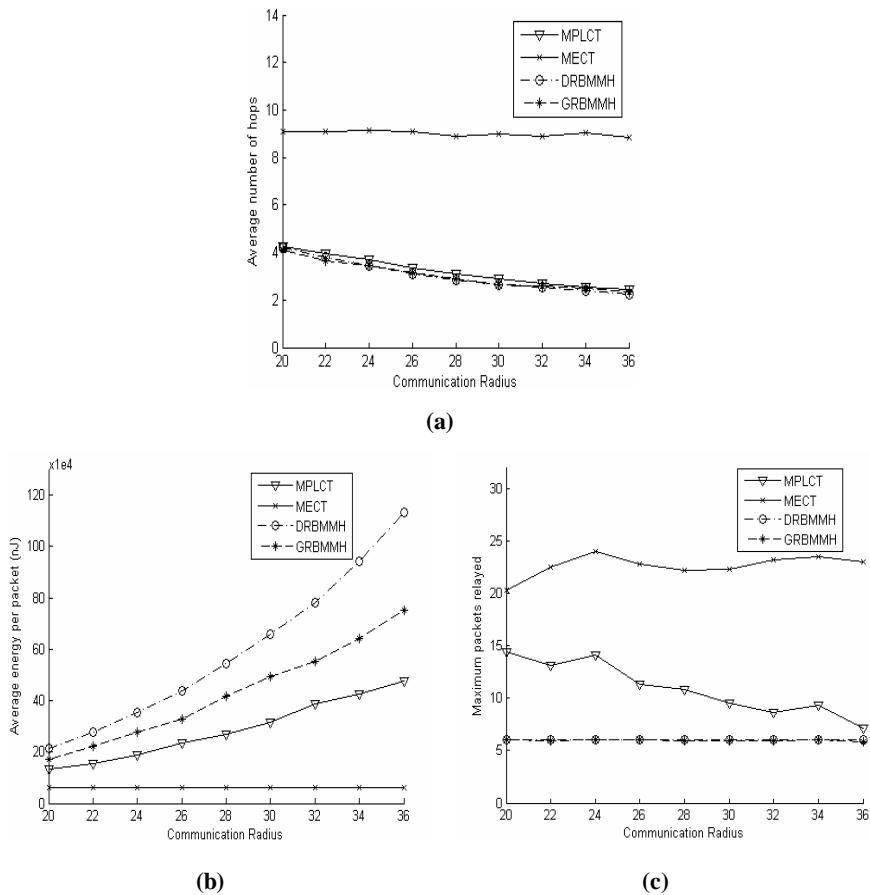 14
12
10
8
6
4
2
0
Average number of hops
MPLCT
MECT
DRBMMH
GRBMMH
20 22 24 26 28 30 32 34 36
Communication Radius
(a)
x1e4
120
100
80
60
40
20
0
Average energy per packet (nJ)
MPLCT
MECT
DRBMMH
GRBMMH
20 22 24 26 28 30 32 34 36
Communication Radius
(b)
30
25
20
15
10
5
0
Maximum packets relayed
MPLCT
MECT
DRBMMH
GRBMMH
20 22 24 26 28 30 32 34 36
Communication Radius
(c)